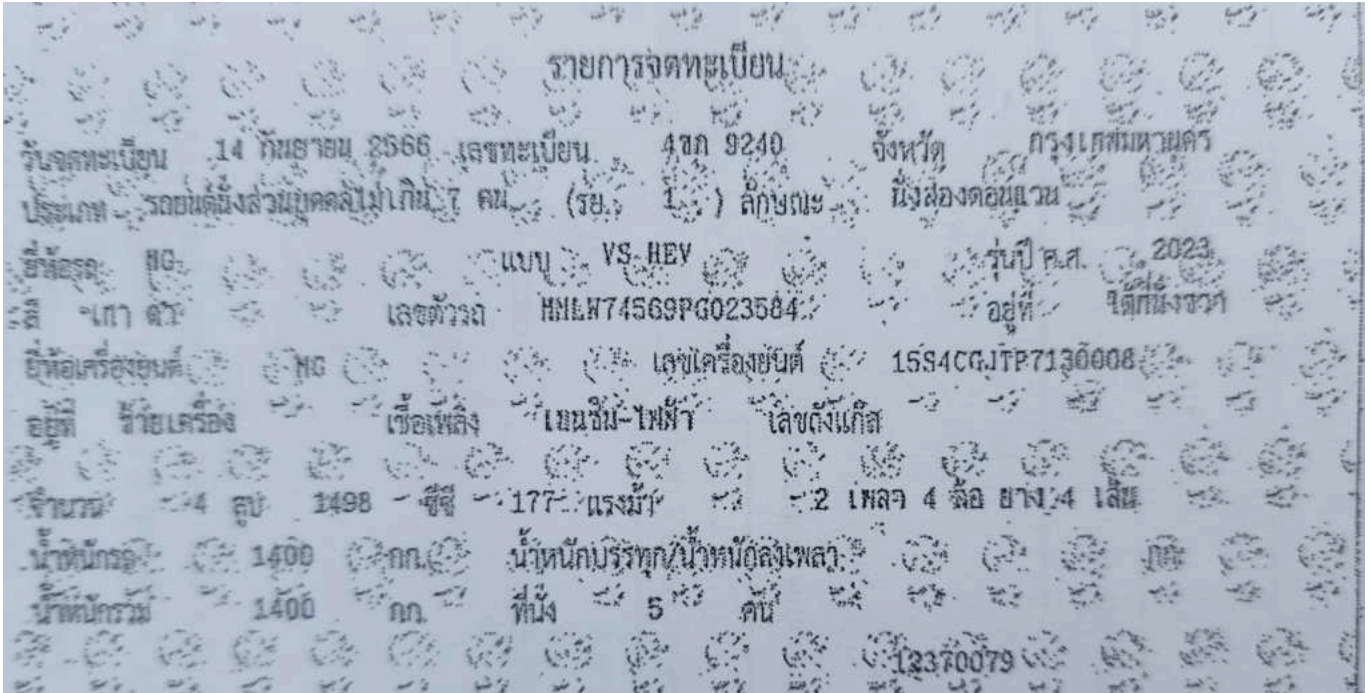 รายการจดทะเบียน
วันจดทะเบียน 14 กันยายน 2566 เลขทะเบียน 4ขภ 9240 จังหวัด กรุงเทพมหานคร
ประเภท รถยนต์นั่งส่วนบุคคลไม่เกิน 7 คน (รย. 1 ) ลักษณะ นั่งสองตอนแวน
ยี่ห้อรถ MG แบบ VS HEV รุ่นปี ค.ศ. 2023
สี เทา ดำ เลขตัวรถ MMLW74569PG023584 อยู่ที่ ใต้ที่นั่งขวา
ยี่ห้อเครื่องยนต์ MG เลขเครื่องยนต์ 15S4CGJTP7130008
อยู่ที่ ซ้ายเครื่อง เชื้อเพลิง เบนซิน-ไฟฟ้า เลขถังแก๊ส
จำนวน 4 สูบ 1498 ซีซี 177 แรงม้า 2 เพลา 4 ล้อ ยาง 4 เส้น
น้ำหนักรถ 1400 กก. น้ำหนักบรรทุก/น้ำหนักลงเพลา กก.
น้ำหนักรวม 1400 กก. ที่นั่ง 5 คน
12370079